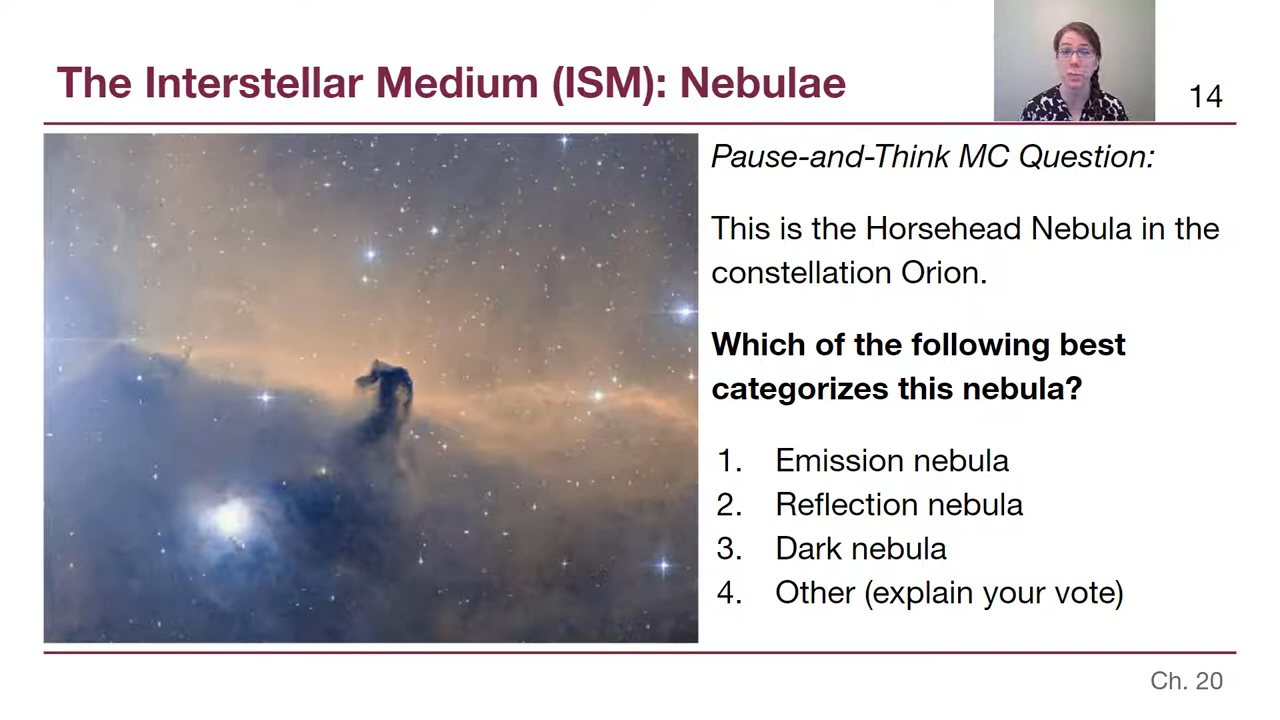 The Interstellar Medium (ISM): Nebulae
14
Pause-and-Think MC Question:
This is the Horsehead Nebula in the
constellation Orion.
Which of the following best
categorizes this nebula?
1. Emission nebula
2. Reflection nebula
3. Dark nebula
4. Other (explain your vote)
Ch. 20